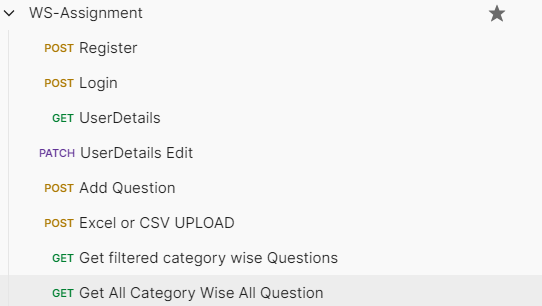 WS-Assignment
POST Register
POST Login
GET UserDetails
PATCH UserDetails Edit
POST Add Question
POST Excel or CSV UPLOAD
GET Get filtered category wise Questions
GET Get All Category Wise All Question